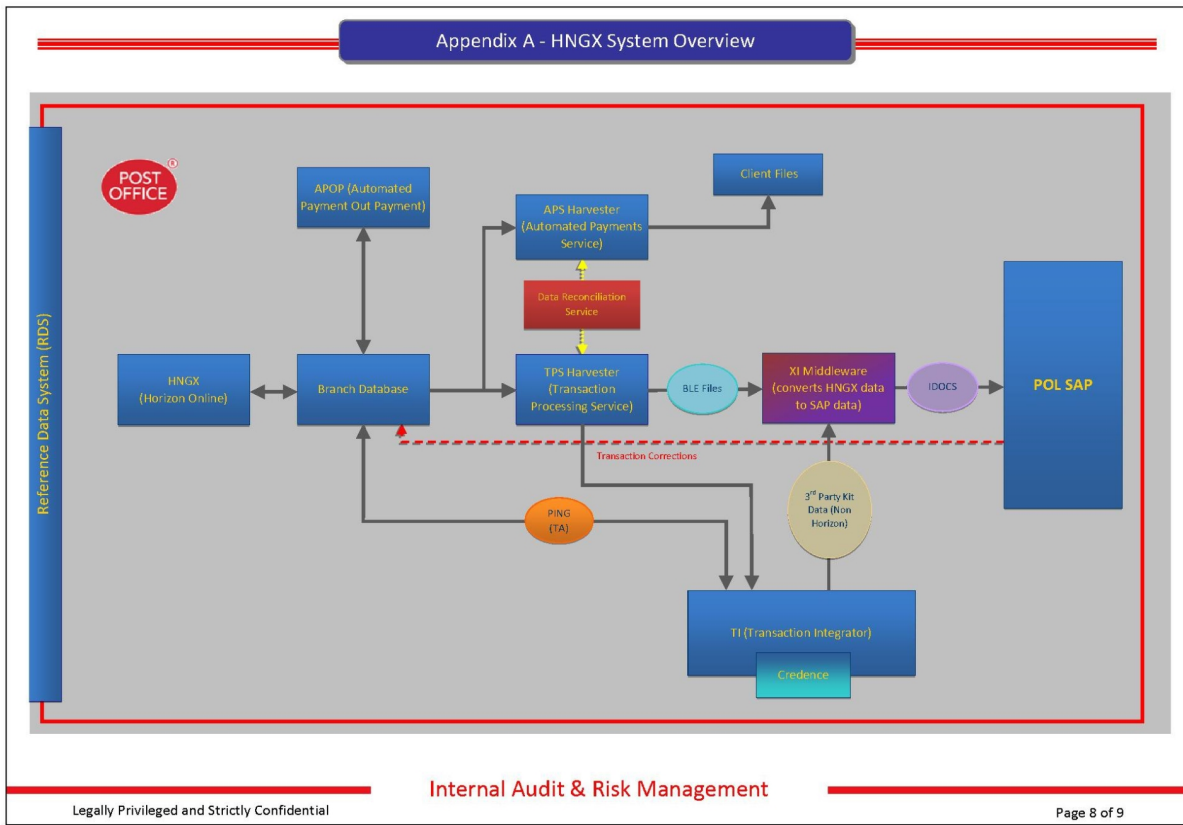 Appendix A - HNGX System Overview
Reference Data System (RDS)
POST
OFFICE
®
APOP (Automated
Payment Out Payment)
APS Harvester
(Automated Payments
Service)
Client Files
Data Reconciliation
Service
HNGX
(Horizon Online)
Branch Database
TPS Harvester
(Transaction
Processing Service)
BLE Files
XI Middleware
(converts HNGX data
to SAP data)
IDOCS
POL SAP
Transaction Corrections
PING
(TA)
3rd Party Kit
Data (Non
Horizon)
TI (Transaction Integrator)
Credence
Internal Audit & Risk Management
Legally Privileged and Strictly Confidential
Page 8 of 9